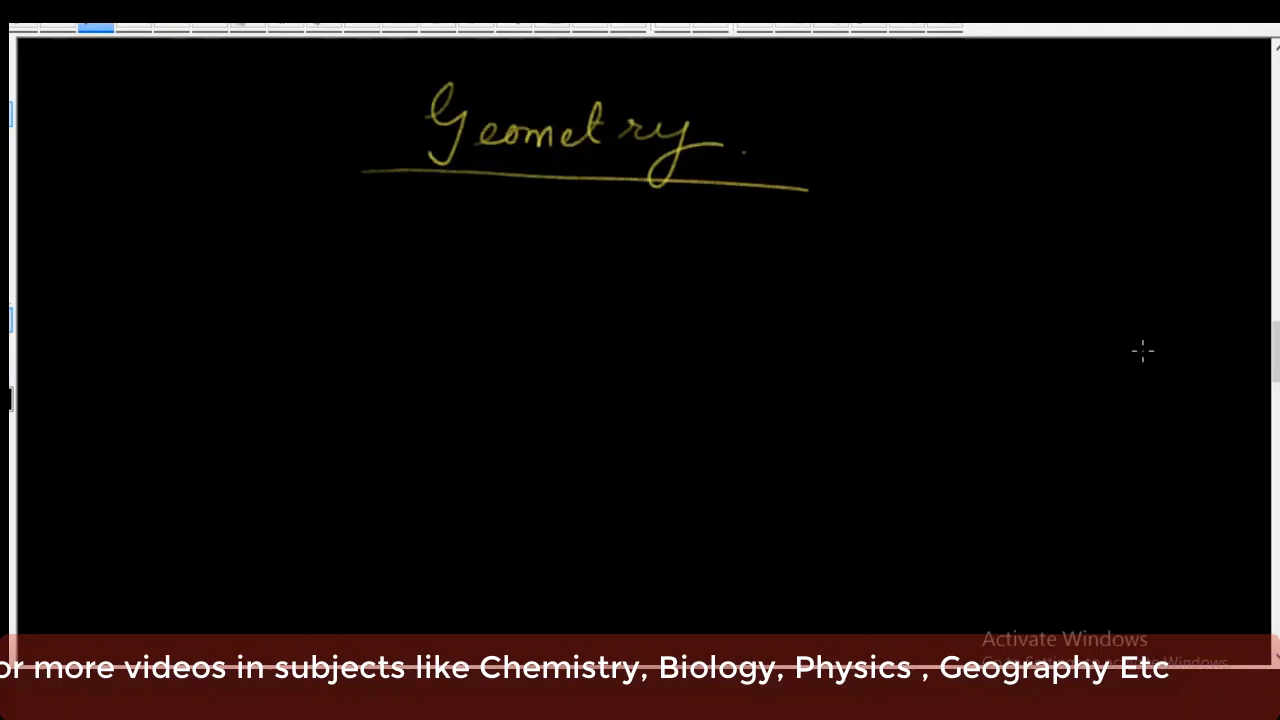 Geometry.
Activate Windows
or more videos in subjects like Chemistry, Biology, Physics , Geography Etc